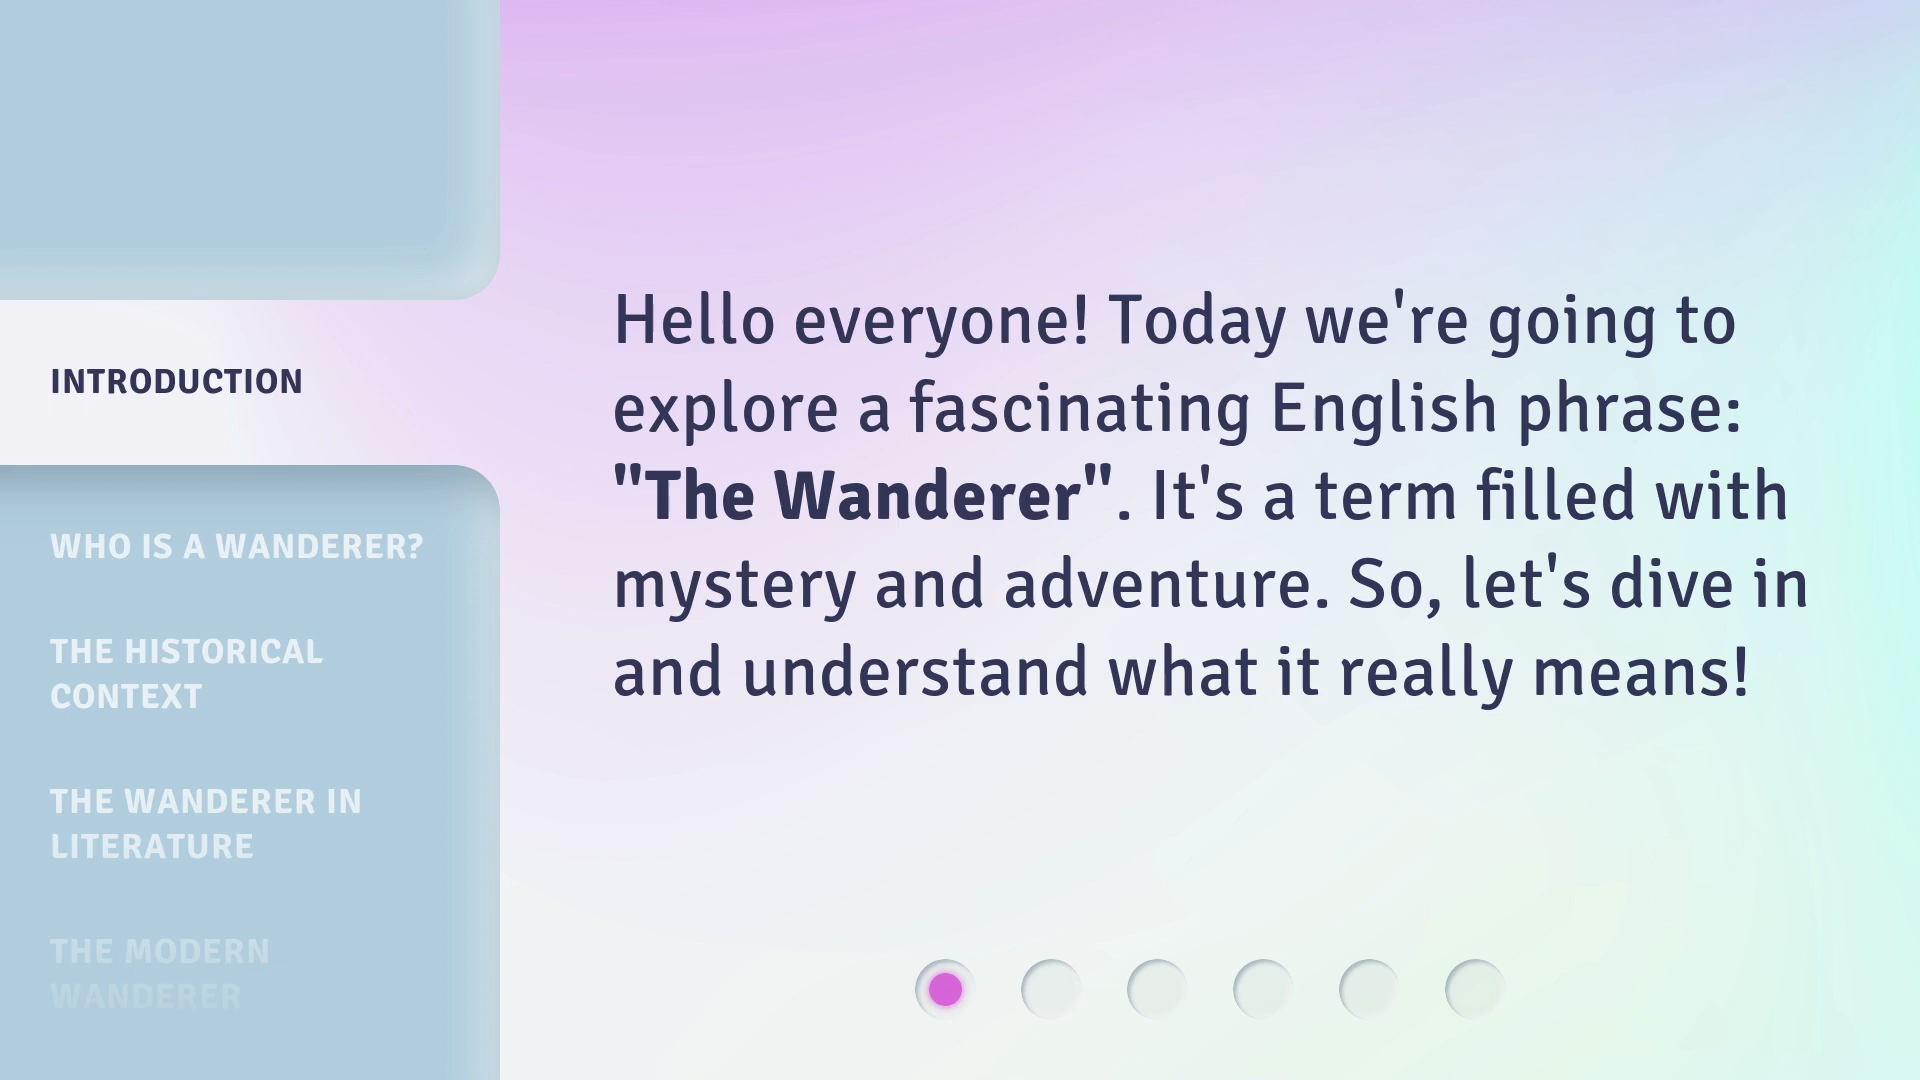 INTRODUCTION
WHO IS A WANDERER?
THE HISTORICAL
CONTEXT
THE WANDERER IN
LITERATURE
THE MODERN
WANDERER
Hello everyone! Today we're going to
explore a fascinating English phrase:
"The Wanderer". It's a term filled with
mystery and adventure. So, let's dive in
and understand what it really means!